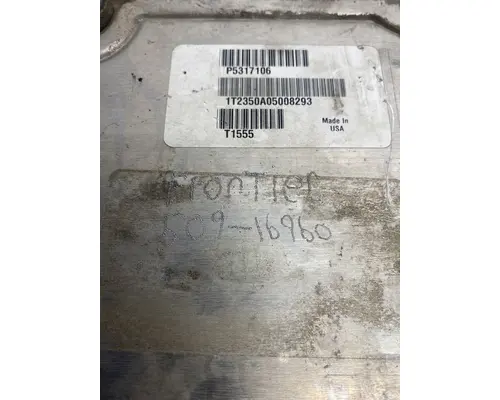 P5317106
1T2350A05008293
T1555
Made In
USA
Frontier
C09-16960